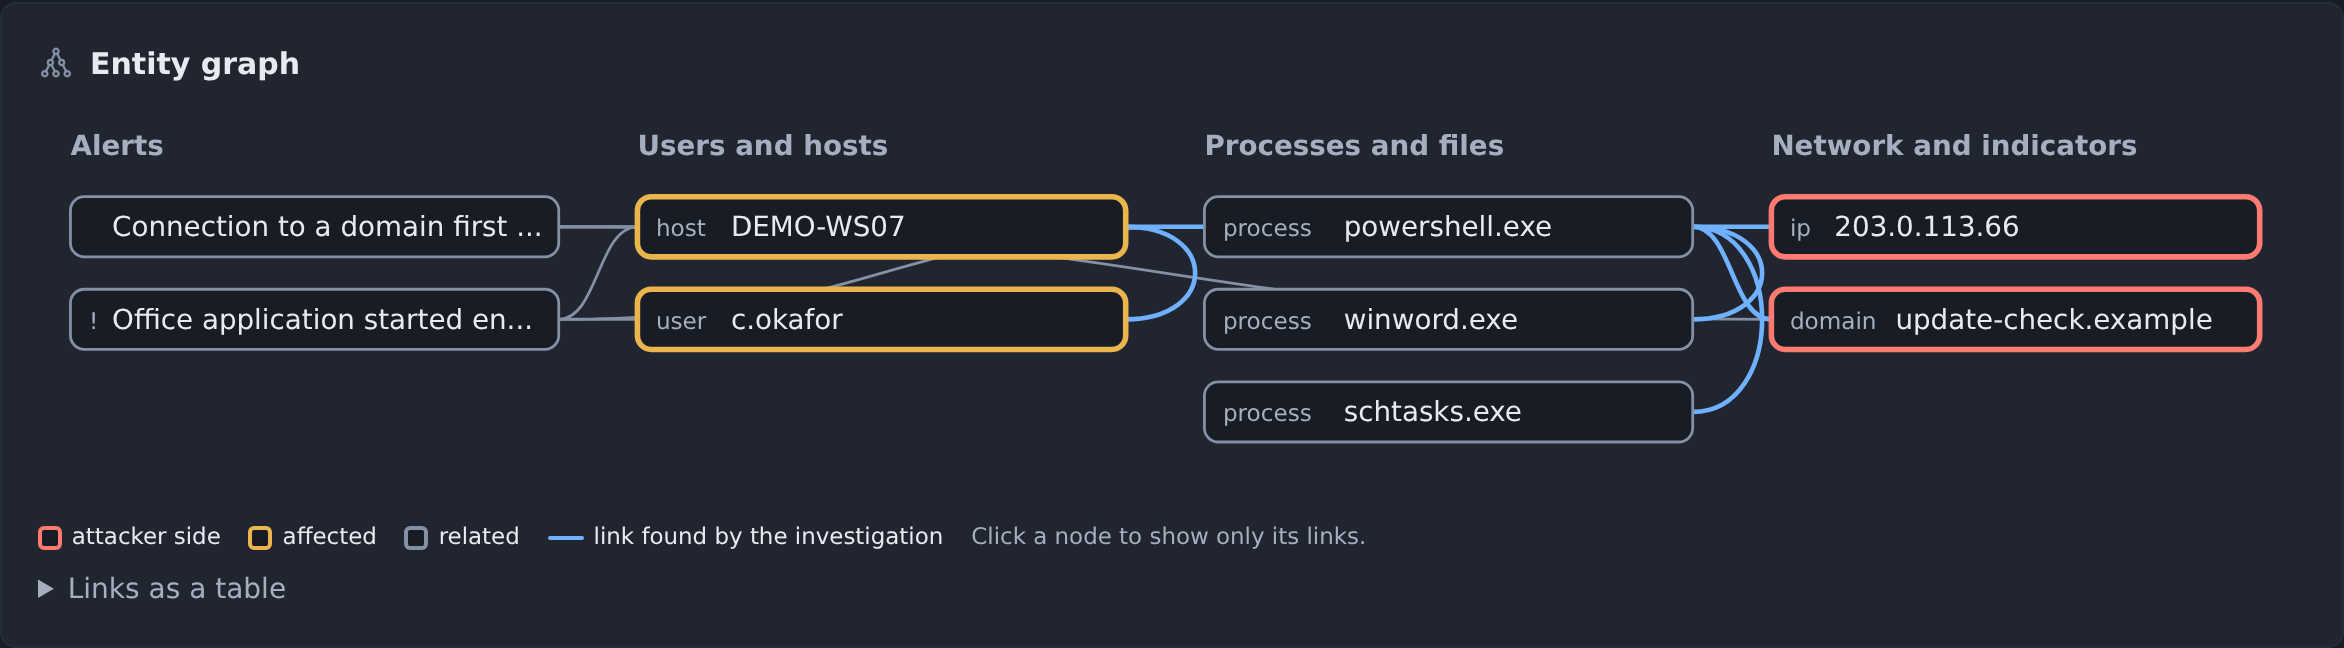 Entity graph
Alerts
Users and hosts
Processes and files
Network and indicators
Connection to a domain first ...
host DEMO-WS07
process powershell.exe
ip 203.0.113.66
! Office application started en...
user c.okafor
process winword.exe
domain update-check.example
process schtasks.exe
attacker side
affected
related
link found by the investigation
Click a node to show only its links.
Links as a table